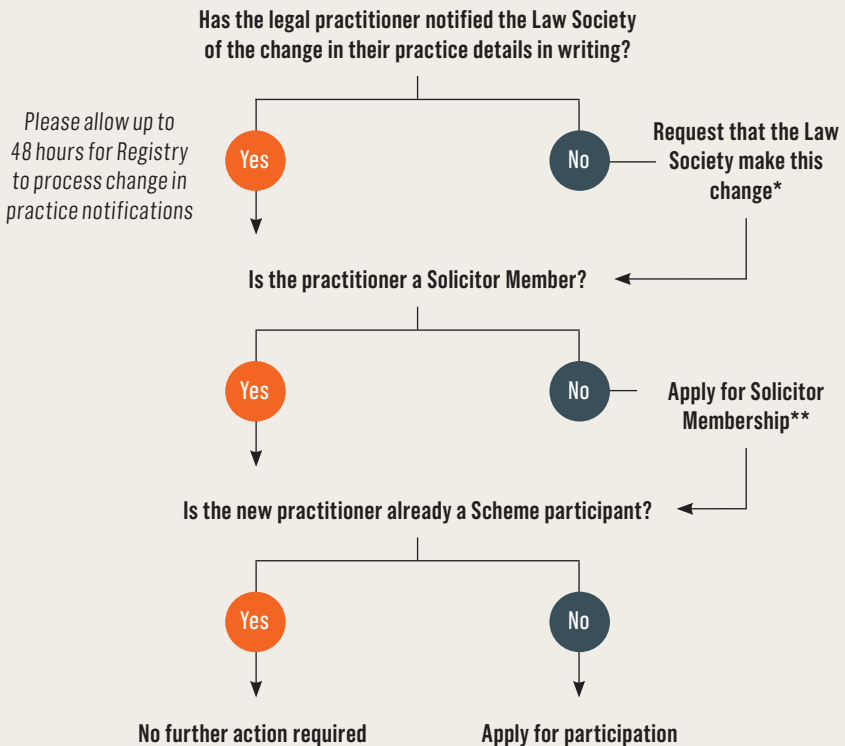 Has the legal practitioner notified the Law Society
of the change in their practice details in writing?
Please allow up to
48 hours for Registry
to process change in
practice notifications
Yes
No
Request that the Law
Society make this
change*
Is the practitioner a Solicitor Member?
Yes
No
Apply for Solicitor
Membership**
Is the new practitioner already a Scheme participant?
Yes
No
No further action required
Apply for participation